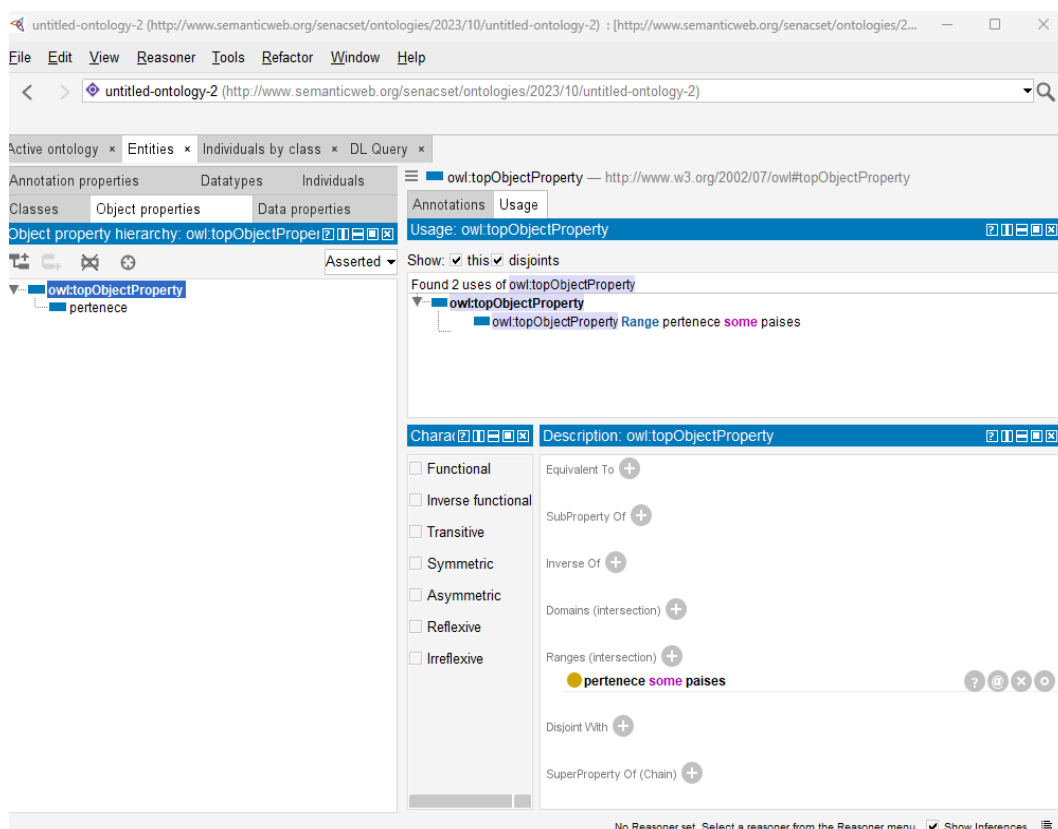 untitled-ontology-2 (http://www.semanticweb.org/senacset/ontologies/2023/10/untitled-ontology-2) : [http://www.semanticweb.org/senacset/ontologies/2...
File Edit View Reasoner Tools Refactor Window Help
untitled-ontology-2 (http://www.semanticweb.org/senacset/ontologies/2023/10/untitled-ontology-2)
Active ontology × Entities × Individuals by class × DL Query ×
Annotation properties Datatypes Individuals
Classes Object properties Data properties
Object property hierarchy: owl:topObjectProper
Asserted
owl:topObjectProperty
pertenece
owl:topObjectProperty — http://www.w3.org/2002/07/owl#topObjectProperty
Annotations Usage
Usage: owl:topObjectProperty
Show: this disjoints
Found 2 uses of owl:topObjectProperty
owl:topObjectProperty
owl:topObjectProperty Range pertenece some paises
Charac
Functional
Inverse functional
Transitive
Symmetric
Asymmetric
Reflexive
Irreflexive
Description: owl:topObjectProperty
Equivalent To
SubProperty Of
Inverse Of
Domains (intersection)
Ranges (intersection)
pertenece some paises
Disjoint With
SuperProperty Of (Chain)
No Reasoner set. Select a reasoner from the Reasoner menu Show Inferences